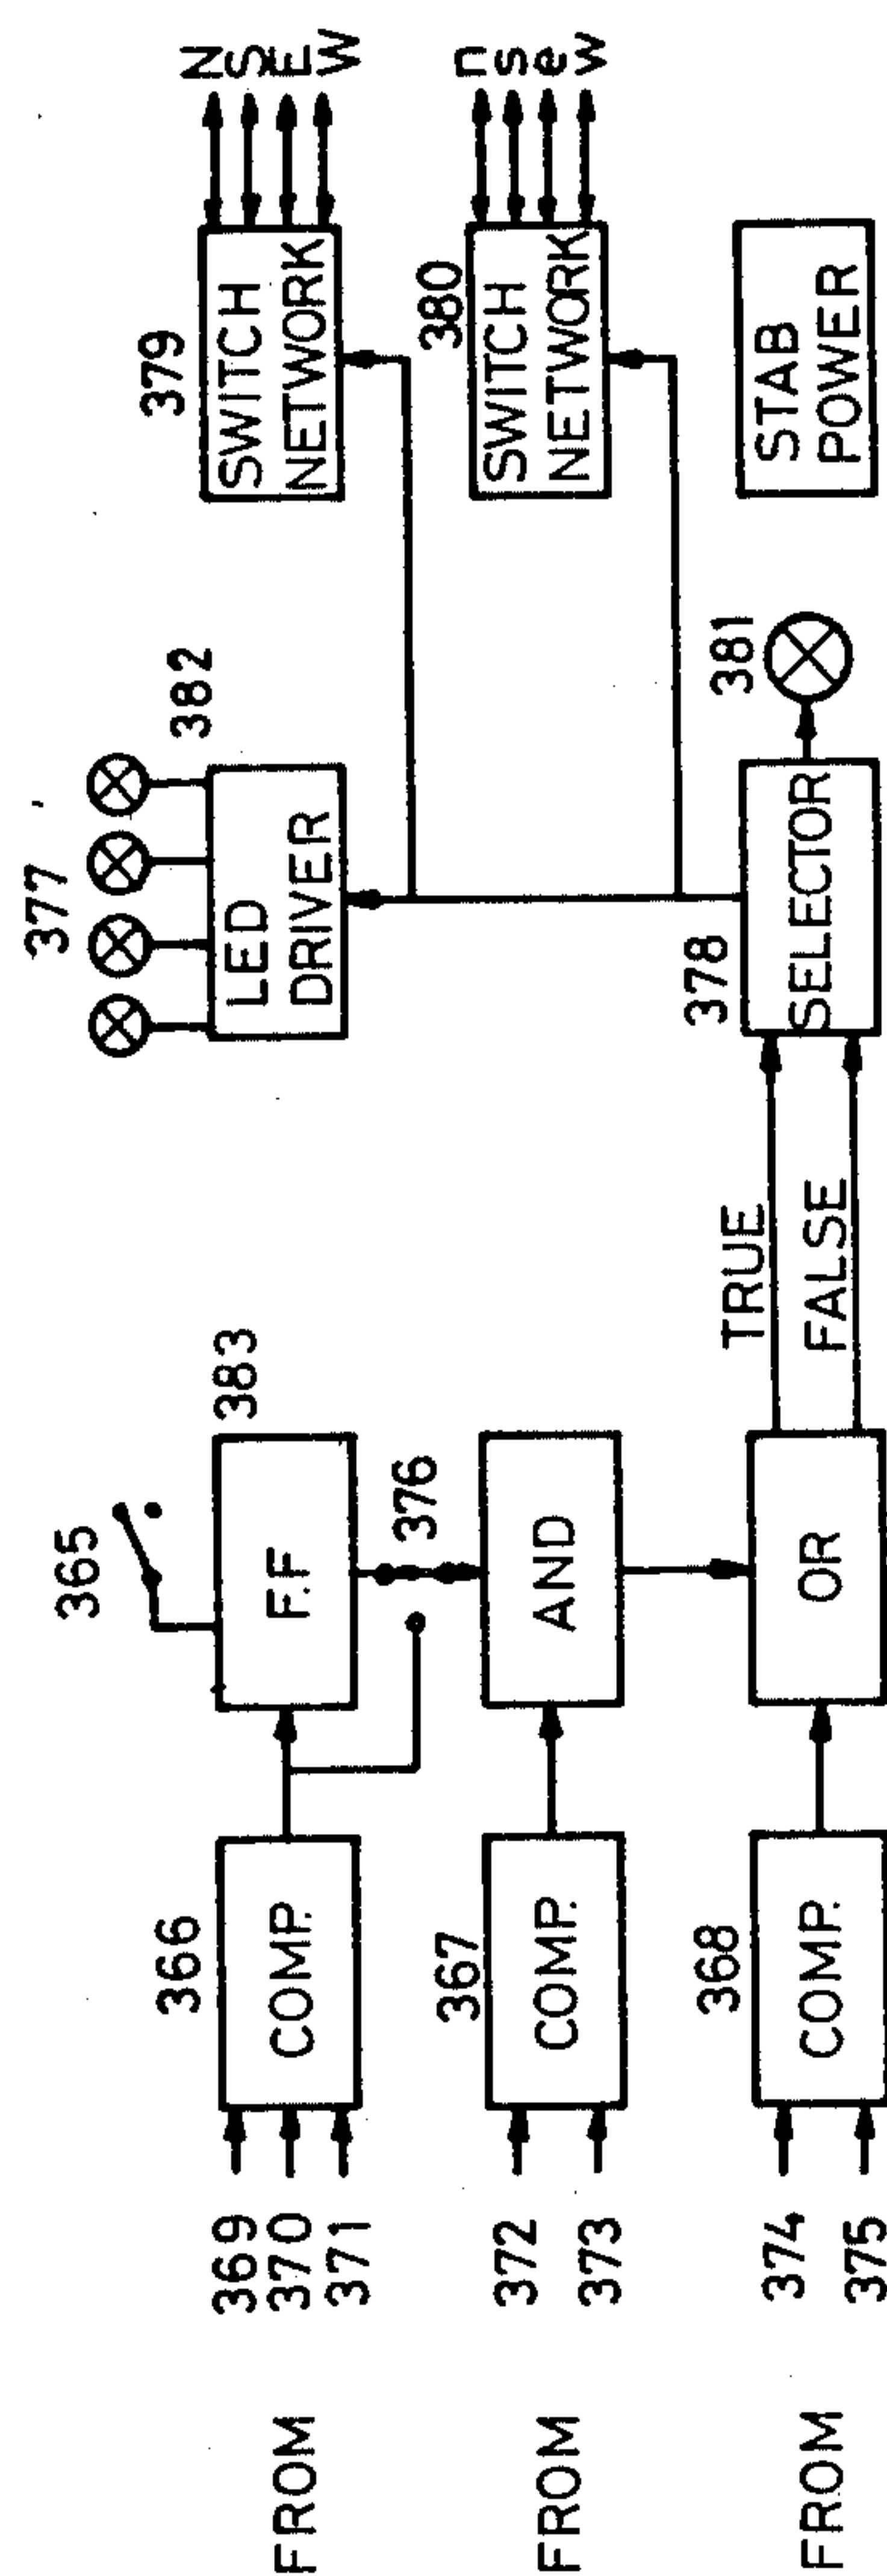 FROM
369
370
371
366
COMP.
365
F.F
383
376
377
382
LED
DRIVER
379
SWITCH
NETWORK
N
S
E
W
FROM
372
373
367
COMP.
AND
380
SWITCH
NETWORK
n
s
e
w
FROM
374
375
368
COMP.
OR
TRUE
FALSE
378
SELECTOR
381
STAB
POWER